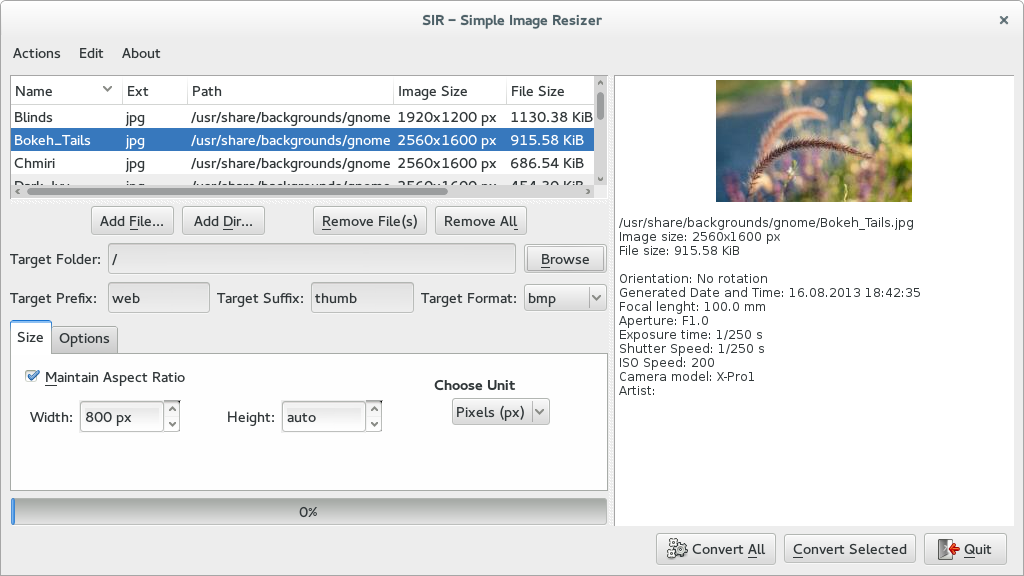 SIR – Simple Image Resizer
Actions Edit About
Name Ext Path Image Size File Size
Blinds jpg /usr/share/backgrounds/gnome 1920x1200 px 1130.38 KiB
Bokeh_Tails jpg /usr/share/backgrounds/gnome 2560x1600 px 915.58 KiB
Chmiri jpg /usr/share/backgrounds/gnome 2560x1600 px 686.54 KiB
jpg /usr/share/backgrounds/gnome 2560x1600 px
Add File... Add Dir... Remove File(s) Remove All
Target Folder: / Browse
Target Prefix: web Target Suffix: thumb Target Format: bmp
Size Options
Maintain Aspect Ratio
Choose Unit
Width: 800 px Height: auto Pixels (px)
0%
/usr/share/backgrounds/gnome/Bokeh_Tails.jpg
Image size: 2560x1600 px
File size: 915.58 KiB
Orientation: No rotation
Generated Date and Time: 16.08.2013 18:42:35
Focal lenght: 100.0 mm
Aperture: F1.0
Exposure time: 1/250 s
Shutter Speed: 1/250 s
ISO Speed: 200
Camera model: X-Pro1
Artist:
Convert All Convert Selected Quit